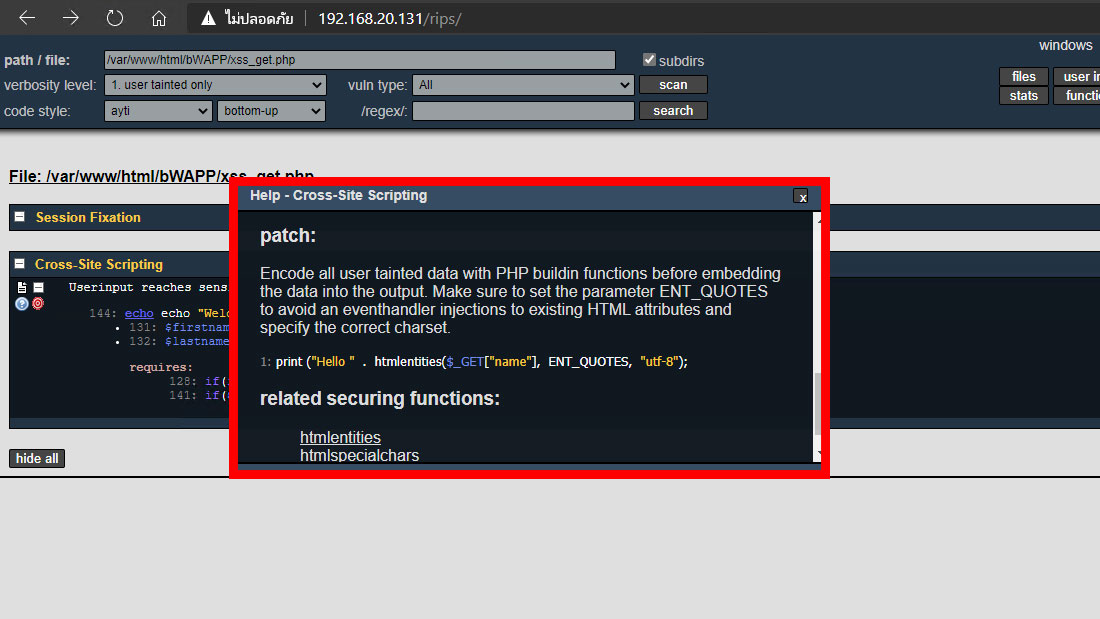 ไม่ปลอดภัย 192.168.20.131/rips/
windows
path / file: /var/www/html/bWAPP/xss_get.php subdirs
verbosity level: 1. user tainted only vuln type: All scan
files user in
code style: ayti bottom-up /regex/: search
stats functi
File: /var/www/html/bWAPP/xss_get.php
Help - Cross-Site Scripting x
Session Fixation
patch:
Cross-Site Scripting
Encode all user tainted data with PHP buildin functions before embedding
the data into the output. Make sure to set the parameter ENT_QUOTES
to avoid an eventhandler injections to existing HTML attributes and
specify the correct charset.
Userinput reaches sens
144: echo echo "Welc
131: $firstnam
132: $lastname
1: print ("Hello " . htmlentities($_GET["name"], ENT_QUOTES, "utf-8");
requires:
128: if(
141: if(
related securing functions:
htmlentities
htmlspecialchars
hide all